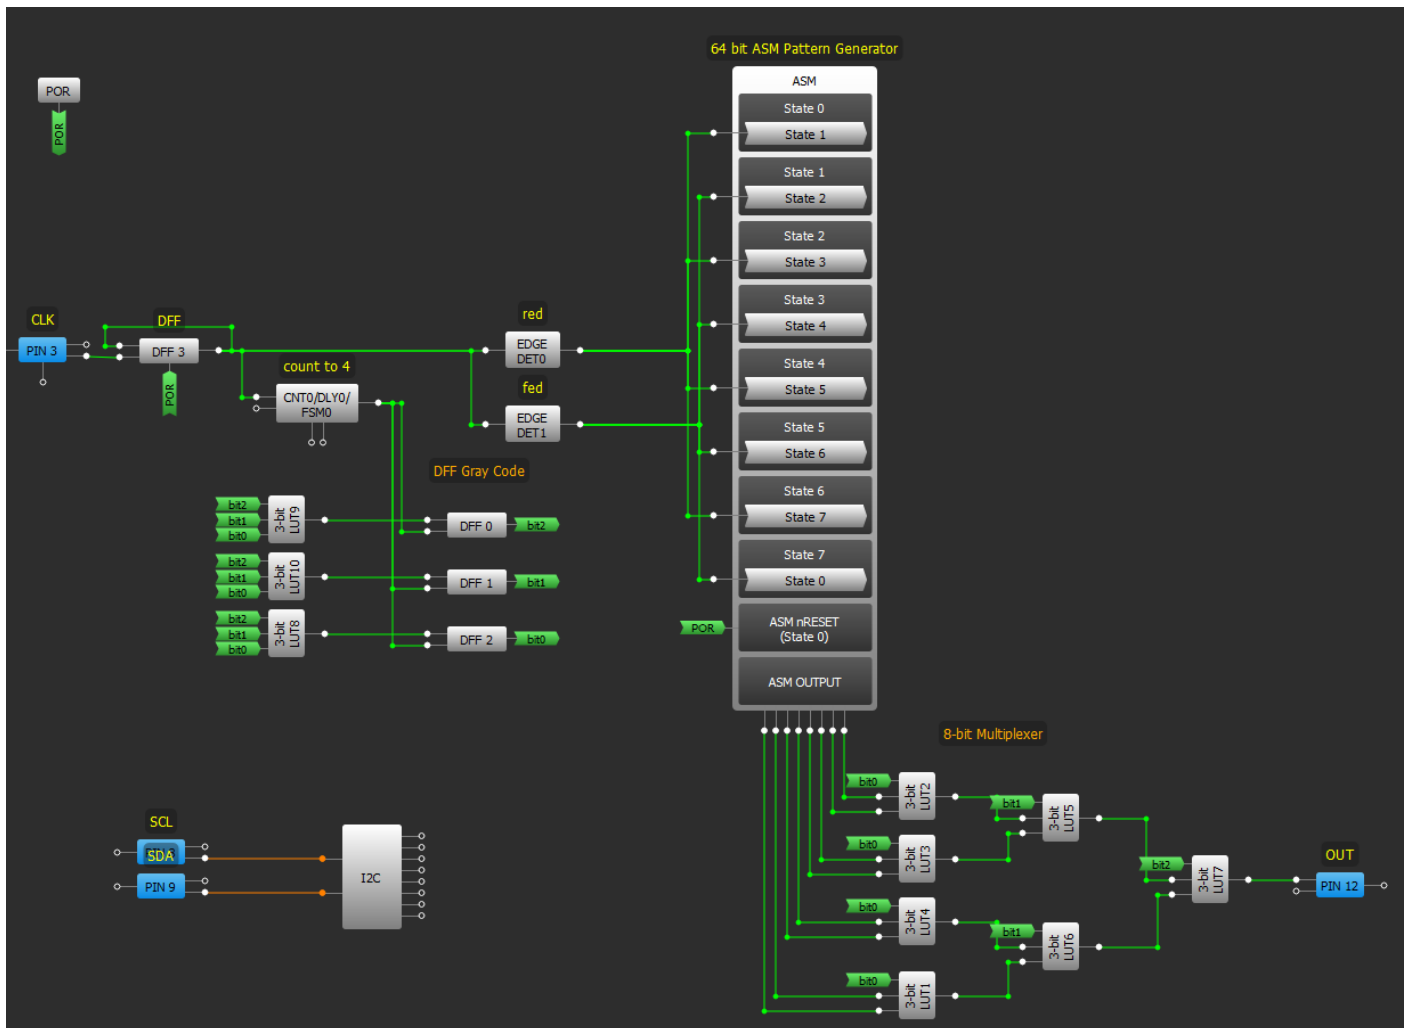 64 bit ASM Pattern Generator
POR
POR
ASM
State 0
State 1
State 1
State 2
State 2
State 3
State 3
State 4
State 4
State 5
State 5
State 6
State 6
State 7
State 7
State 0
ASM nRESET
(State 0)
ASM OUTPUT
POR
CLK
PIN 3
DFF
DFF 3
POR
count to 4
CNT0/DLY0/
FSM0
red
EDGE
DET0
fed
EDGE
DET1
DFF Gray Code
bit2
bit1
bit0
3-bit
LUT9
DFF 0
bit2
bit2
bit1
bit0
3-bit
LUT10
DFF 1
bit1
bit2
bit1
bit0
3-bit
LUT8
DFF 2
bit0
8-bit Multiplexer
bit0
3-bit
LUT2
bit0
3-bit
LUT3
bit0
3-bit
LUT4
bit0
3-bit
LUT1
bit1
3-bit
LUT5
bit1
3-bit
LUT6
bit2
3-bit
LUT7
OUT
PIN 12
SCL
SDA
PIN 9
I2C